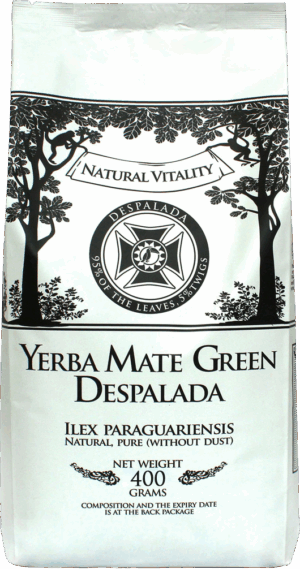 NATURAL VITALITY
DESPALADA
95% OF THE LEAVES, 5% TWIGS
YERBA MATE GREEN
DESPALADA
ILEX PARAGUARIENSIS
NATURAL, PURE (WITHOUT DUST)
NET WEIGHT
400
GRAMS
COMPOSITION AND THE EXPIRY DATE
IS AT THE BACK PACKAGE